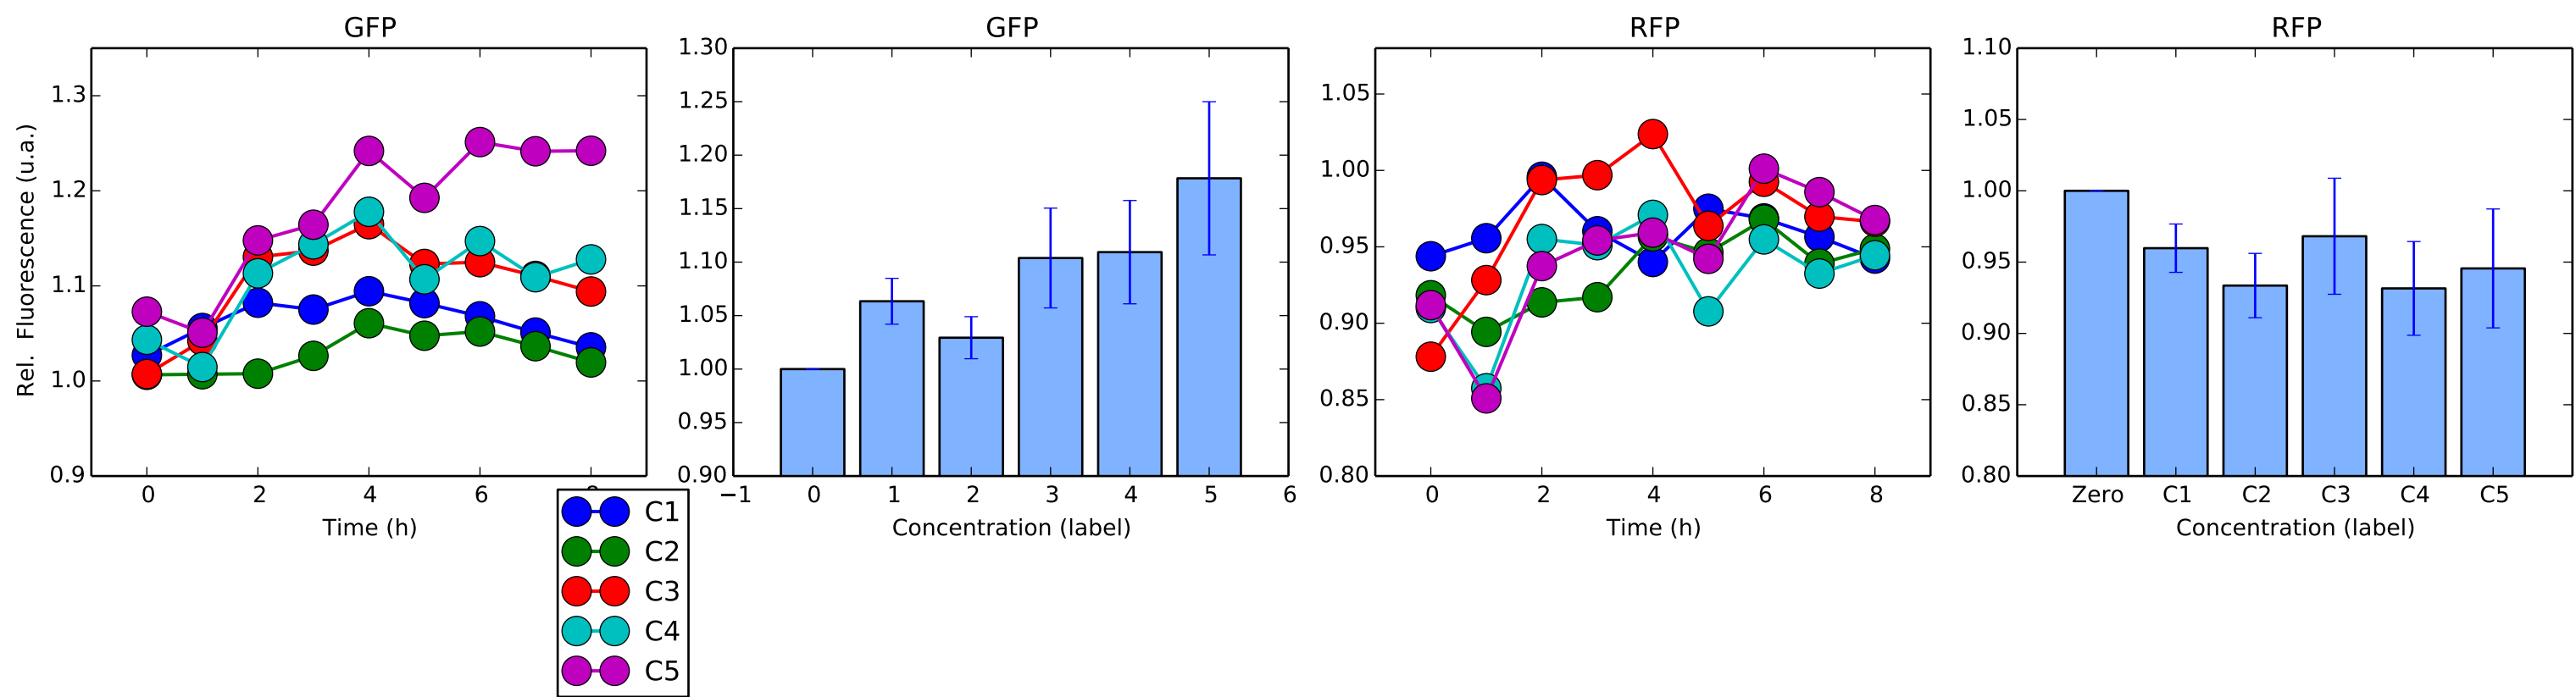 GFP
GFP
RFP
RFP
Rel. Fluorescence (u.a.)
1.3
1.2
1.1
1.0
0.9
0
2
4
6
Time (h)
1.30
1.25
1.20
1.15
1.10
1.05
1.00
0.95
0.90
−1
0
1
2
3
4
5
6
Concentration (label)
1.05
1.00
0.95
0.90
0.85
0.80
0
2
4
6
8
Time (h)
1.10
1.05
1.00
0.95
0.90
0.85
0.80
Zero
C1
C2
C3
C4
C5
Concentration (label)
C1
C2
C3
C4
C5